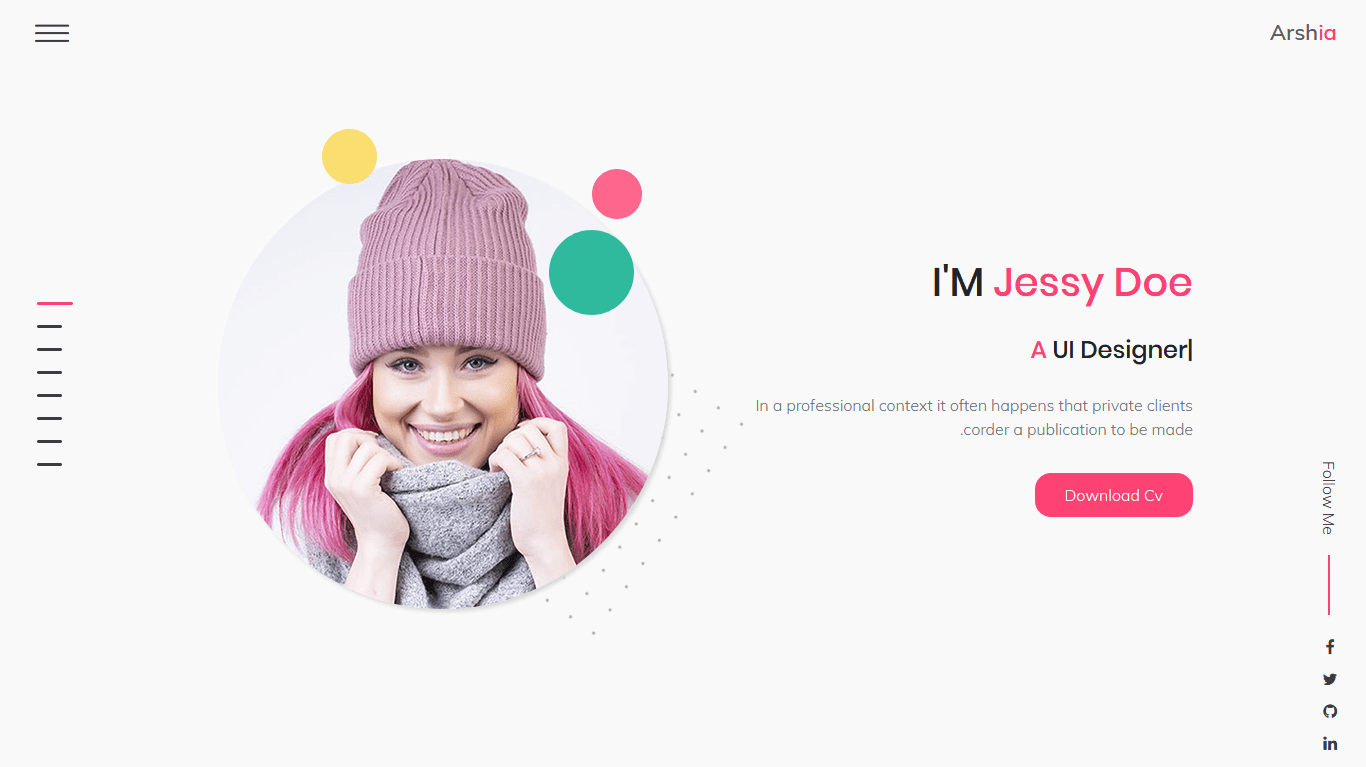 Arshia
I'M Jessy Doe
A UI Designer|
In a professional context it often happens that private clients
.corder a publication to be made
Download Cv
Follow Me